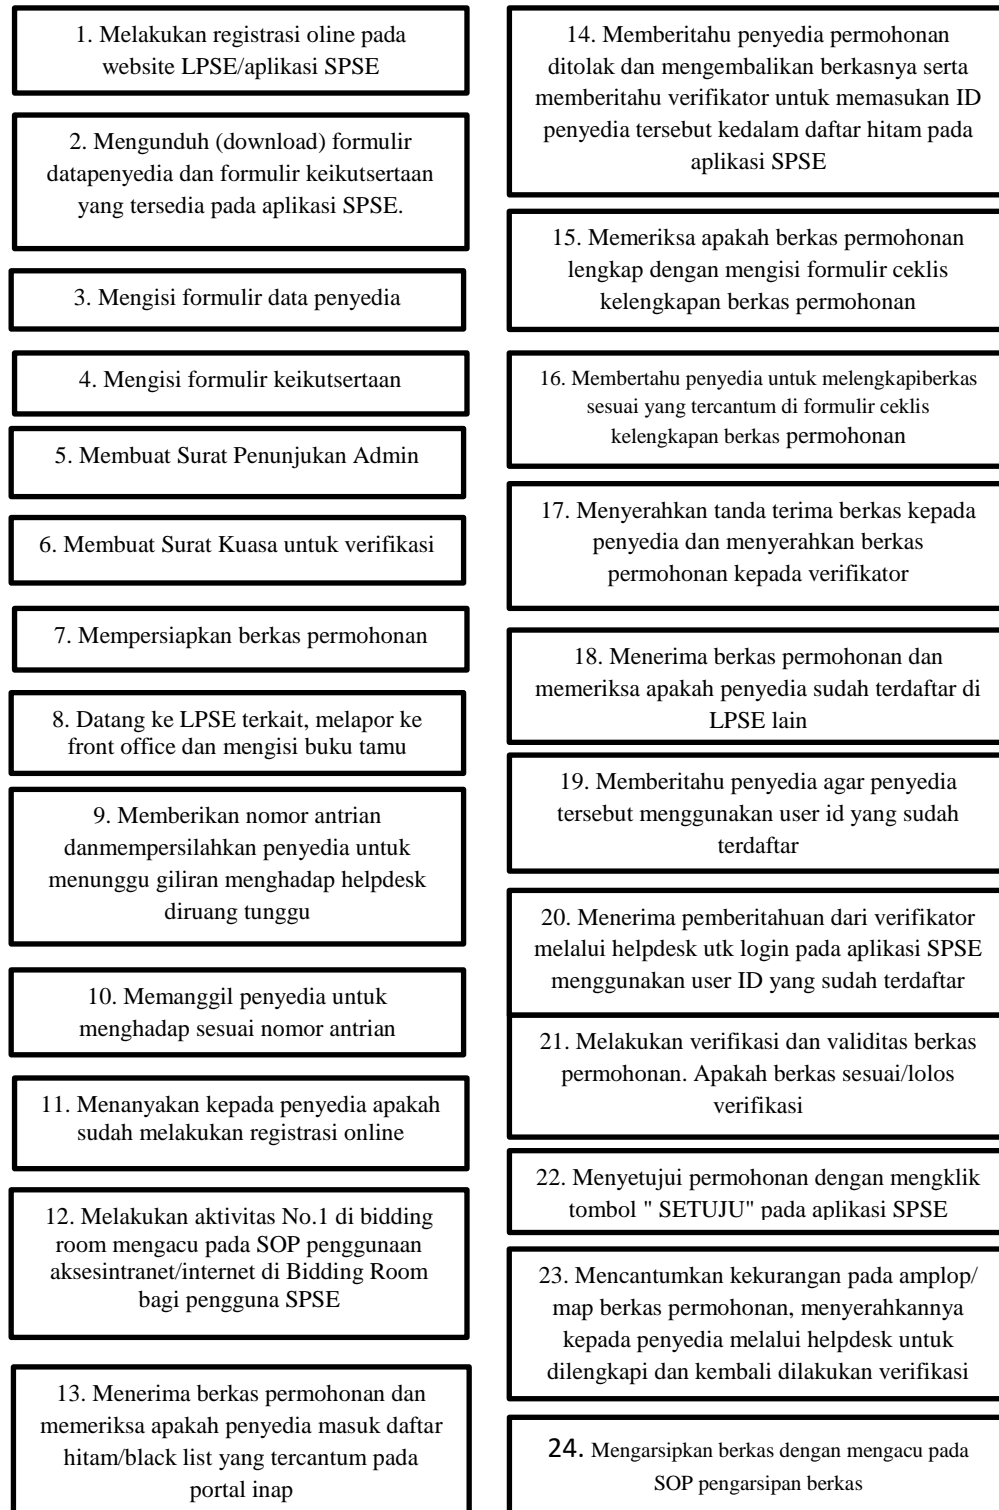 1. Melakukan registrasi oline pada
website LPSE/aplikasi SPSE
2. Mengunduh (download) formulir
datapenyedia dan formulir keikutsertaan
yang tersedia pada aplikasi SPSE.
3. Mengisi formulir data penyedia
4. Mengisi formulir keikutsertaan
5. Membuat Surat Penunjukan Admin
6. Membuat Surat Kuasa untuk verifikasi
7. Mempersiapkan berkas permohonan
8. Datang ke LPSE terkait, melapor ke
front office dan mengisi buku tamu
9. Memberikan nomor antrian
danmempersilahkan penyedia untuk
menunggu giliran menghadap helpdesk
diruang tunggu
10. Memanggil penyedia untuk
menghadap sesuai nomor antrian
11. Menanyakan kepada penyedia apakah
sudah melakukan registrasi online
12. Melakukan aktivitas No.1 di bidding
room mengacu pada SOP penggunaan
aksesintranet/internet di Bidding Room
bagi pengguna SPSE
13. Menerima berkas permohonan dan
memeriksa apakah penyedia masuk daftar
hitam/black list yang tercantum pada
portal inap
14. Memberitahu penyedia permohonan
ditolak dan mengembalikan berkasnya serta
memberitahu verifikator untuk memasukan ID
penyedia tersebut kedalam daftar hitam pada
aplikasi SPSE
15. Memeriksa apakah berkas permohonan
lengkap dengan mengisi formulir ceklis
kelengkapan berkas permohonan
16. Membertahu penyedia untuk melengkapiberkas
sesuai yang tercantum di formulir ceklis
kelengkapan berkas permohonan
17. Menyerahkan tanda terima berkas kepada
penyedia dan menyerahkan berkas
permohonan kepada verifikator
18. Menerima berkas permohonan dan
memeriksa apakah penyedia sudah terdaftar di
LPSE lain
19. Memberitahu penyedia agar penyedia
tersebut menggunakan user id yang sudah
terdaftar
20. Menerima pemberitahuan dari verifikator
melalui helpdesk utk login pada aplikasi SPSE
menggunakan user ID yang sudah terdaftar
21. Melakukan verifikasi dan validitas berkas
permohonan. Apakah berkas sesuai/lolos
verifikasi
22. Menyetujui permohonan dengan mengklik
tombol " SETUJU" pada aplikasi SPSE
23. Mencantumkan kekurangan pada amplop/
map berkas permohonan, menyerahkannya
kepada penyedia melalui helpdesk untuk
dilengkapi dan kembali dilakukan verifikasi
24. Mengarsipkan berkas dengan mengacu pada
SOP pengarsipan berkas